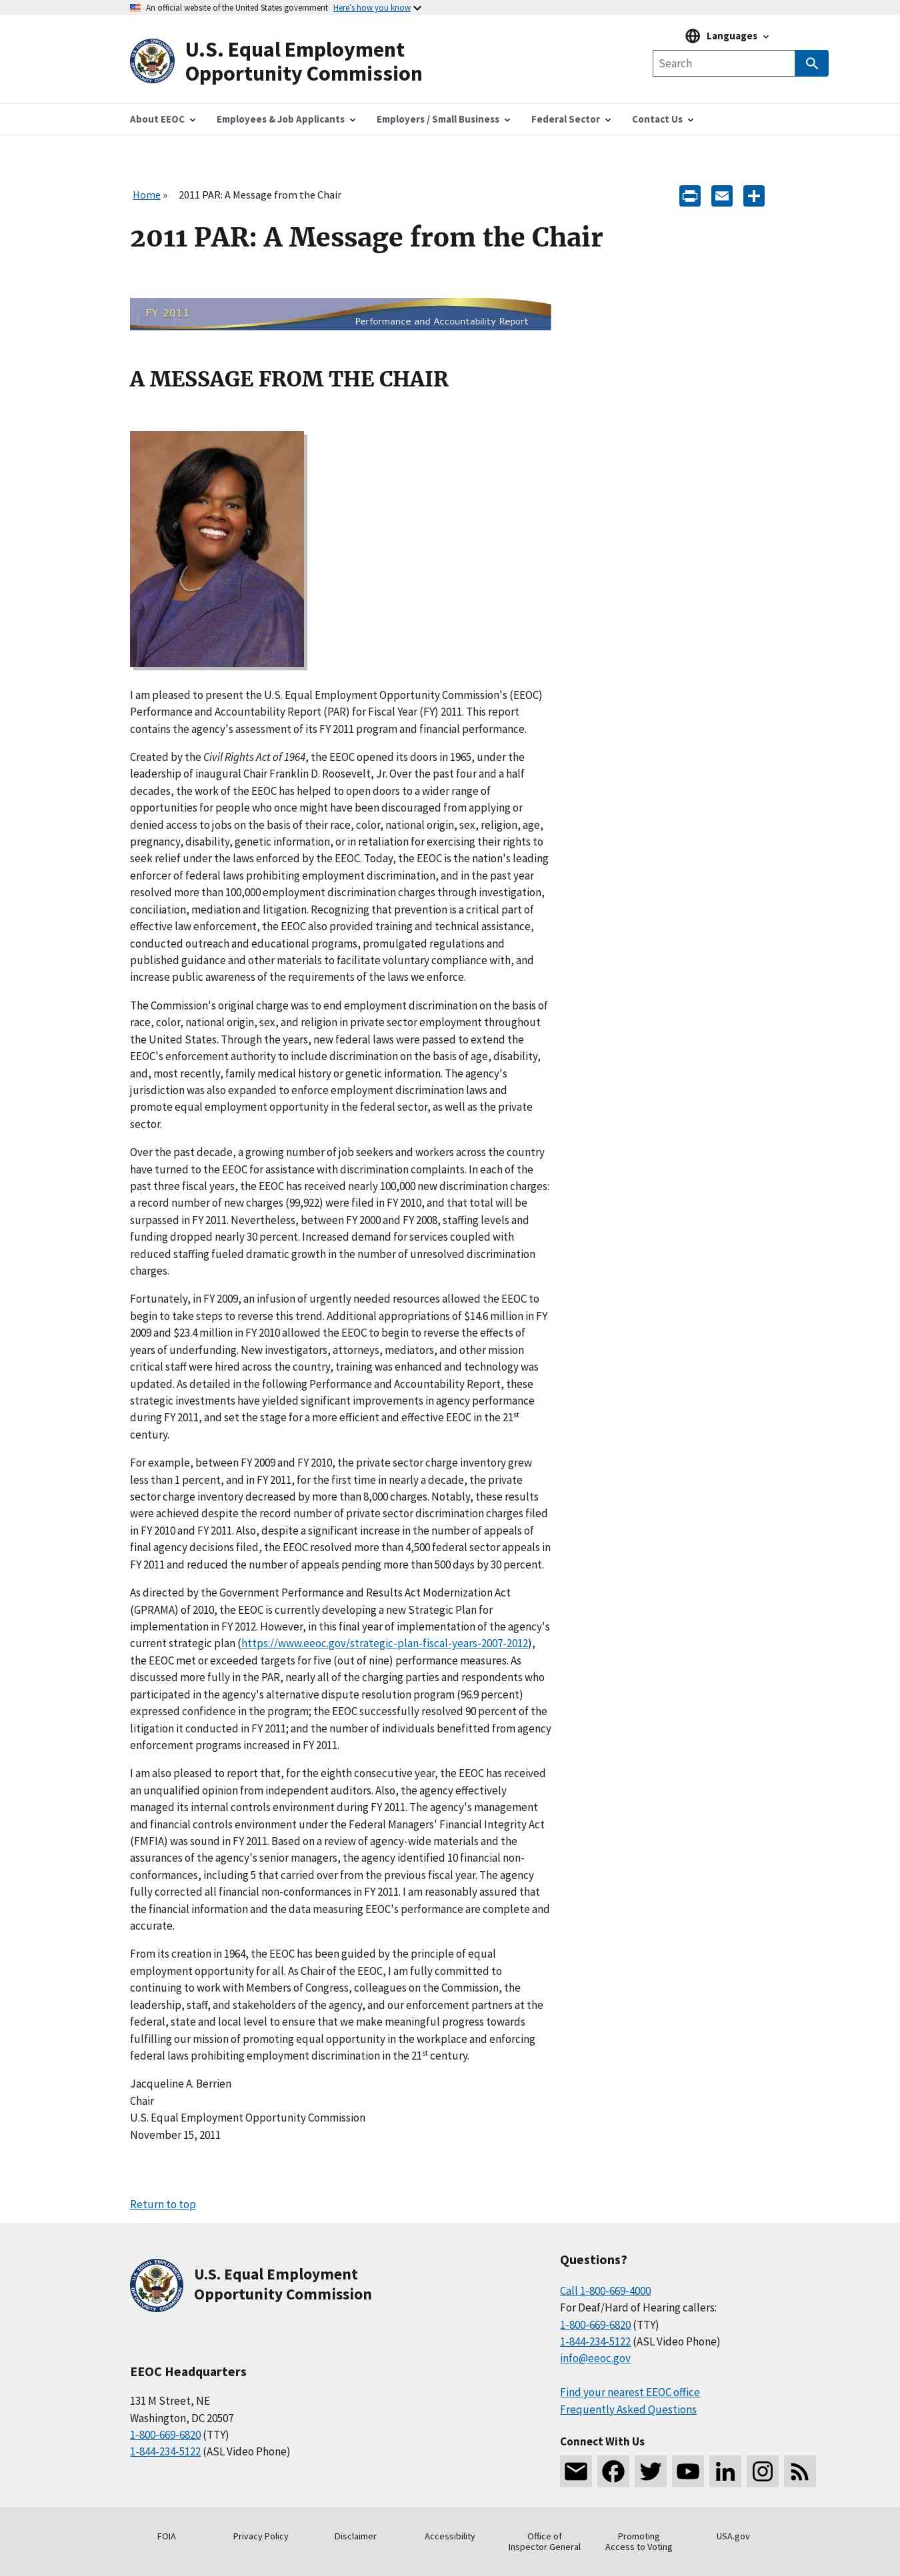 An official website of the United States government Here's how you know
U.S. Equal Employment
Opportunity Commission
Languages
Search
About EEOC
Employees & Job Applicants
Employers / Small Business
Federal Sector
Contact Us
Home » 2011 PAR: A Message from the Chair
2011 PAR: A Message from the Chair
FY 2011
Performance and Accountability Report
A MESSAGE FROM THE CHAIR
I am pleased to present the U.S. Equal Employment Opportunity Commission's (EEOC)
Performance and Accountability Report (PAR) for Fiscal Year (FY) 2011. This report
contains the agency's assessment of its FY 2011 program and financial performance.
Created by the Civil Rights Act of 1964, the EEOC opened its doors in 1965, under the
leadership of inaugural Chair Franklin D. Roosevelt, Jr. Over the past four and a half
decades, the work of the EEOC has helped to open doors to a wider range of
opportunities for people who once might have been discouraged from applying or
denied access to jobs on the basis of their race, color, national origin, sex, religion, age,
pregnancy, disability, genetic information, or in retaliation for exercising their rights to
seek relief under the laws enforced by the EEOC. Today, the EEOC is the nation's leading
enforcer of federal laws prohibiting employment discrimination, and in the past year
resolved more than 100,000 employment discrimination charges through investigation,
conciliation, mediation and litigation. Recognizing that prevention is a critical part of
effective law enforcement, the EEOC also provided training and technical assistance,
conducted outreach and educational programs, promulgated regulations and
published guidance and other materials to facilitate voluntary compliance with, and
increase public awareness of the requirements of the laws we enforce.
The Commission's original charge was to end employment discrimination on the basis of
race, color, national origin, sex, and religion in private sector employment throughout
the United States. Through the years, new federal laws were passed to extend the
EEOC's enforcement authority to include discrimination on the basis of age, disability,
and, most recently, family medical history or genetic information. The agency's
jurisdiction was also expanded to enforce employment discrimination laws and
promote equal employment opportunity in the federal sector, as well as the private
sector.
Over the past decade, a growing number of job seekers and workers across the country
have turned to the EEOC for assistance with discrimination complaints. In each of the
past three fiscal years, the EEOC has received nearly 100,000 new discrimination charges:
a record number of new charges (99,922) were filed in FY 2010, and that total will be
surpassed in FY 2011. Nevertheless, between FY 2000 and FY 2008, staffing levels and
funding dropped nearly 30 percent. Increased demand for services coupled with
reduced staffing fueled dramatic growth in the number of unresolved discrimination
charges.
Fortunately, in FY 2009, an infusion of urgently needed resources allowed the EEOC to
begin to take steps to reverse this trend. Additional appropriations of $14.6 million in FY
2009 and $23.4 million in FY 2010 allowed the EEOC to begin to reverse the effects of
years of underfunding. New investigators, attorneys, mediators, and other mission
critical staff were hired across the country, training was enhanced and technology was
updated. As detailed in the following Performance and Accountability Report, these
strategic investments have yielded significant improvements in agency performance
during FY 2011, and set the stage for a more efficient and effective EEOC in the 21st
century.
For example, between FY 2009 and FY 2010, the private sector charge inventory grew
less than 1 percent, and in FY 2011, for the first time in nearly a decade, the private
sector charge inventory decreased by more than 8,000 charges. Notably, these results
were achieved despite the record number of private sector discrimination charges filed
in FY 2010 and FY 2011. Also, despite a significant increase in the number of appeals of
final agency decisions filed, the EEOC resolved more than 4,500 federal sector appeals in
FY 2011 and reduced the number of appeals pending more than 500 days by 30 percent.
As directed by the Government Performance and Results Act Modernization Act
(GPRAMA) of 2010, the EEOC is currently developing a new Strategic Plan for
implementation in FY 2012. However, in this final year of implementation of the agency's
current strategic plan (https://www.eeoc.gov/strategic-plan-fiscal-years-2007-2012),
the EEOC met or exceeded targets for five (out of nine) performance measures. As
discussed more fully in the PAR, nearly all of the charging parties and respondents who
participated in the agency's alternative dispute resolution program (96.9 percent)
expressed confidence in the program; the EEOC successfully resolved 90 percent of the
litigation it conducted in FY 2011; and the number of individuals benefitted from agency
enforcement programs increased in FY 2011.
I am also pleased to report that, for the eighth consecutive year, the EEOC has received
an unqualified opinion from independent auditors. Also, the agency effectively
managed its internal controls environment during FY 2011. The agency's management
and financial controls environment under the Federal Managers' Financial Integrity Act
(FMFIA) was sound in FY 2011. Based on a review of agency-wide materials and the
assurances of the agency's senior managers, the agency identified 10 financial non-
conformances, including 5 that carried over from the previous fiscal year. The agency
fully corrected all financial non-conformances in FY 2011. I am reasonably assured that
the financial information and the data measuring EEOC's performance are complete and
accurate.
From its creation in 1964, the EEOC has been guided by the principle of equal
employment opportunity for all. As Chair of the EEOC, I am fully committed to
continuing to work with Members of Congress, colleagues on the Commission, the
leadership, staff, and stakeholders of the agency, and our enforcement partners at the
federal, state and local level to ensure that we make meaningful progress towards
fulfilling our mission of promoting equal opportunity in the workplace and enforcing
federal laws prohibiting employment discrimination in the 21st century.
Jacqueline A. Berrien
Chair
U.S. Equal Employment Opportunity Commission
November 15, 2011
Return to top
U.S. Equal Employment
Opportunity Commission
EEOC Headquarters
131 M Street, NE
Washington, DC 20507
1-800-669-6820 (TTY)
1-844-234-5122 (ASL Video Phone)
Questions?
Call 1-800-669-4000
For Deaf/Hard of Hearing callers:
1-800-669-6820 (TTY)
1-844-234-5122 (ASL Video Phone)
info@eeoc.gov
Find your nearest EEOC office
Frequently Asked Questions
Connect With Us
FOIA
Privacy Policy
Disclaimer
Accessibility
Office of
Inspector General
Promoting
Access to Voting
USA.gov